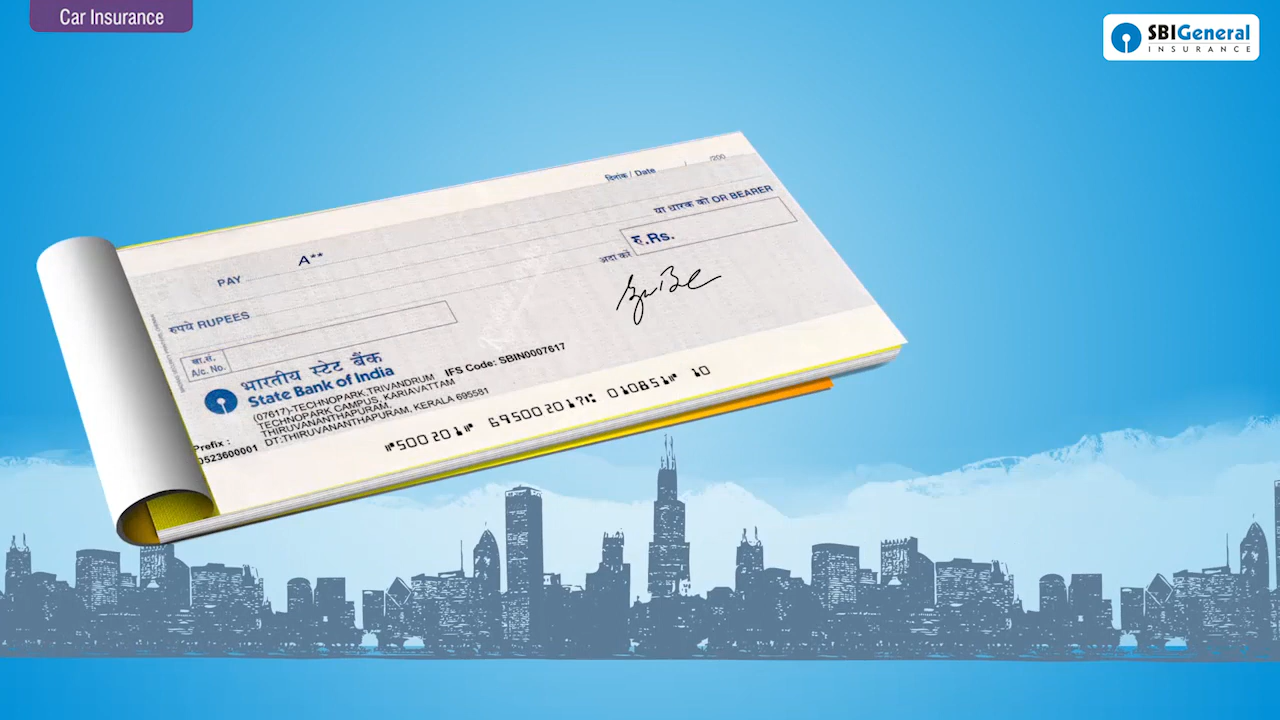 Car Insurance
SBIGeneral
INSURANCE
दिनांक / Date / /200
PAY A**
या धारक को OR BEARER
रुपये RUPEES
अदा करें
रु.Rs.
खा.सं.
A/c. No.
भारतीय स्टेट बैंक
State Bank of India
IFS Code: SBIN0007617
(07617)-TECHNOPARK,TRIVANDRUM
TECHNOPARK CAMPUS, KARIAVATTAM
THIRUVANANTHAPURAM,
DT:THIRUVANANTHAPURAM, KERALA 695581
Prefix :
0523600001
⑈500201⑈ 695002017⑆ 010851⑈ 10